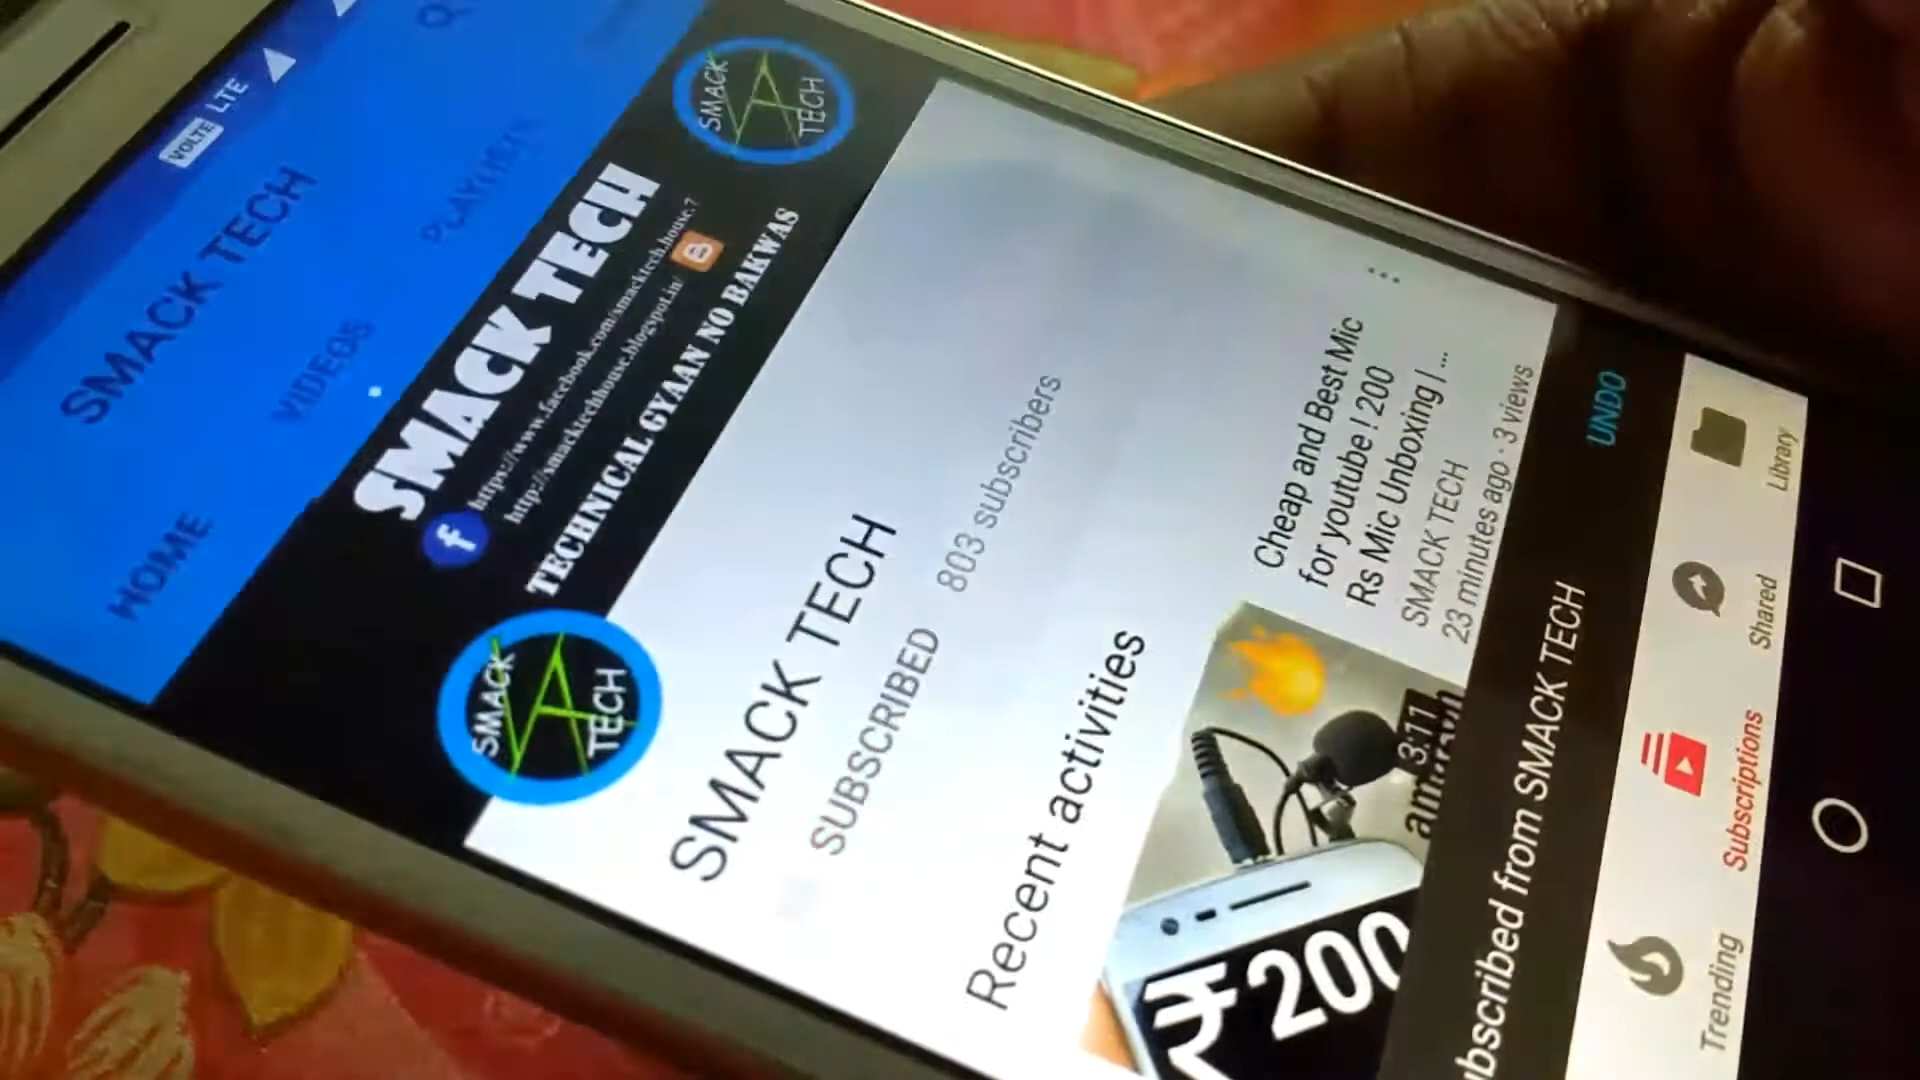 VOLTE LTE
SMACK TECH
HOME VIDEOS PLAYLISTS
SMACK TECH
https://www.facebook.com/smacktech.house.7
http://smacktechhouse.blogspot.in/
TECHNICAL GYAAN NO BAKWAS
SMACK
TECH
SMACK
TECH
SMACK TECH
SUBSCRIBED 803 subscribers
Recent activities
₹200
3:11
Cheap and Best Mic
for youtube ! 200
Rs Mic Unboxing | ...
SMACK TECH
23 minutes ago · 3 views
from SMACK TECH
UNDO
Trending
Subscriptions
Shared
Library